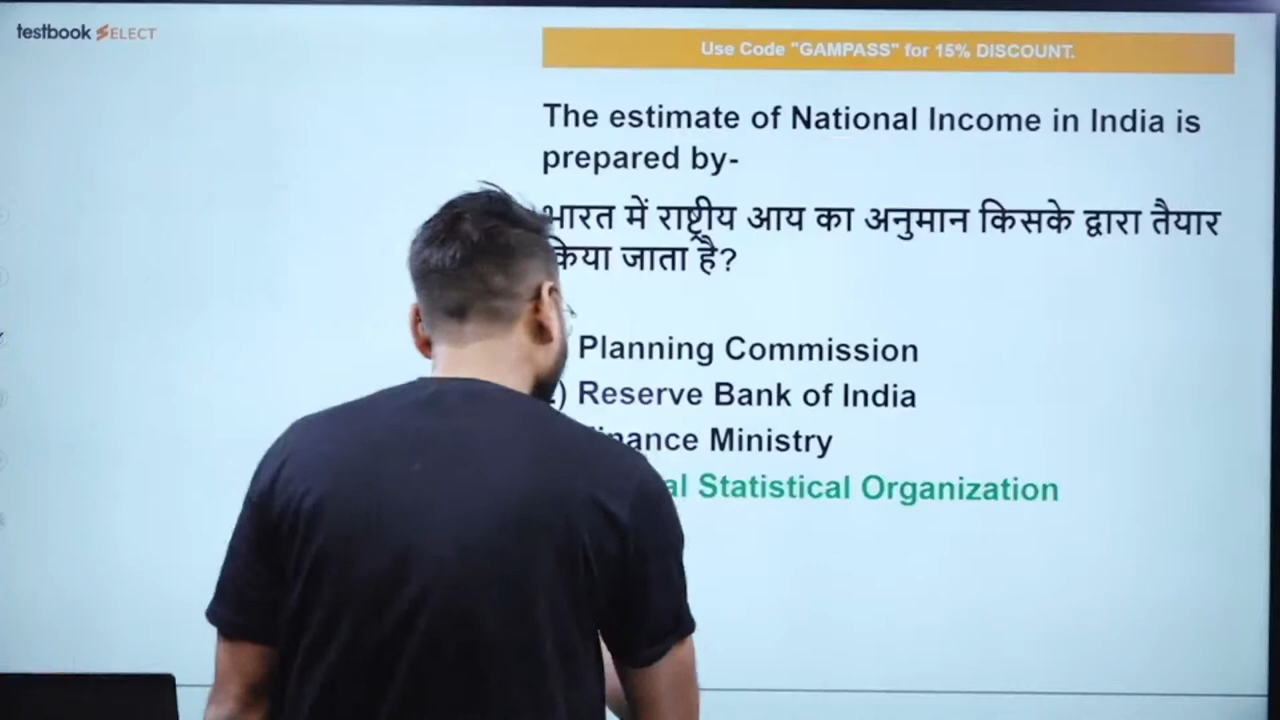 testbook SELECT
Use Code "GAMPASS" for 15% DISCOUNT.
The estimate of National Income in India is
prepared by-
भारत में राष्ट्रीय आय का अनुमान किसके द्वारा तैयार
किया जाता है?
Planning Commission
Reserve Bank of India
Ministry
Statistical Organization